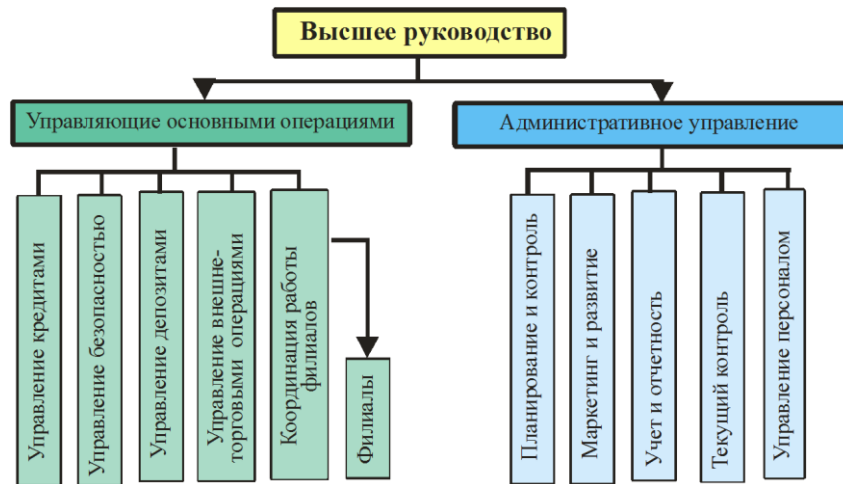 Высшее руководство
Управляющие основными операциями
Административное управление
Управление кредитами
Управление безопасностью
Управление депозитами
Управление внешне-
торговыми операциями
Координация работы
филиалов
Филиалы
Планирование и контроль
Маркетинг и развитие
Учет и отчетность
Текущий контроль
Управление персоналом